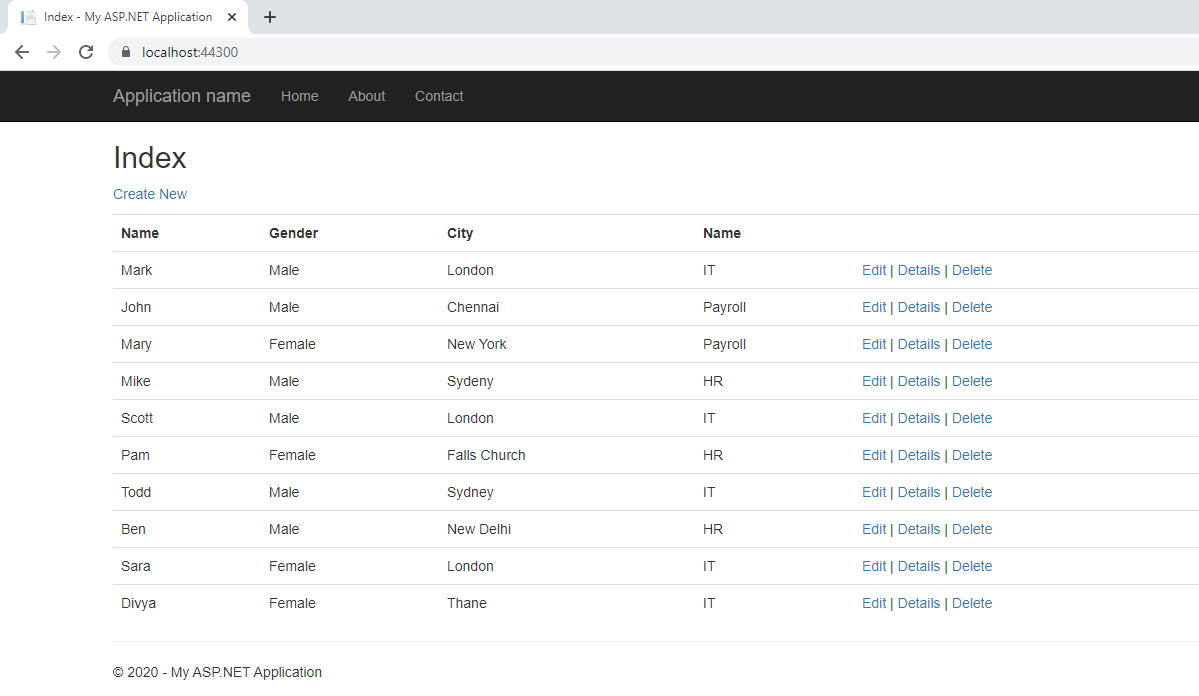 Index - My ASP.NET Application
localhost:44300
Application name Home About Contact
Index
Create New
Name Gender City Name
Mark Male London IT Edit | Details | Delete
John Male Chennai Payroll Edit | Details | Delete
Mary Female New York Payroll Edit | Details | Delete
Mike Male Sydeny HR Edit | Details | Delete
Scott Male London IT Edit | Details | Delete
Pam Female Falls Church HR Edit | Details | Delete
Todd Male Sydney IT Edit | Details | Delete
Ben Male New Delhi HR Edit | Details | Delete
Sara Female London IT Edit | Details | Delete
Divya Female Thane IT Edit | Details | Delete
© 2020 - My ASP.NET Application